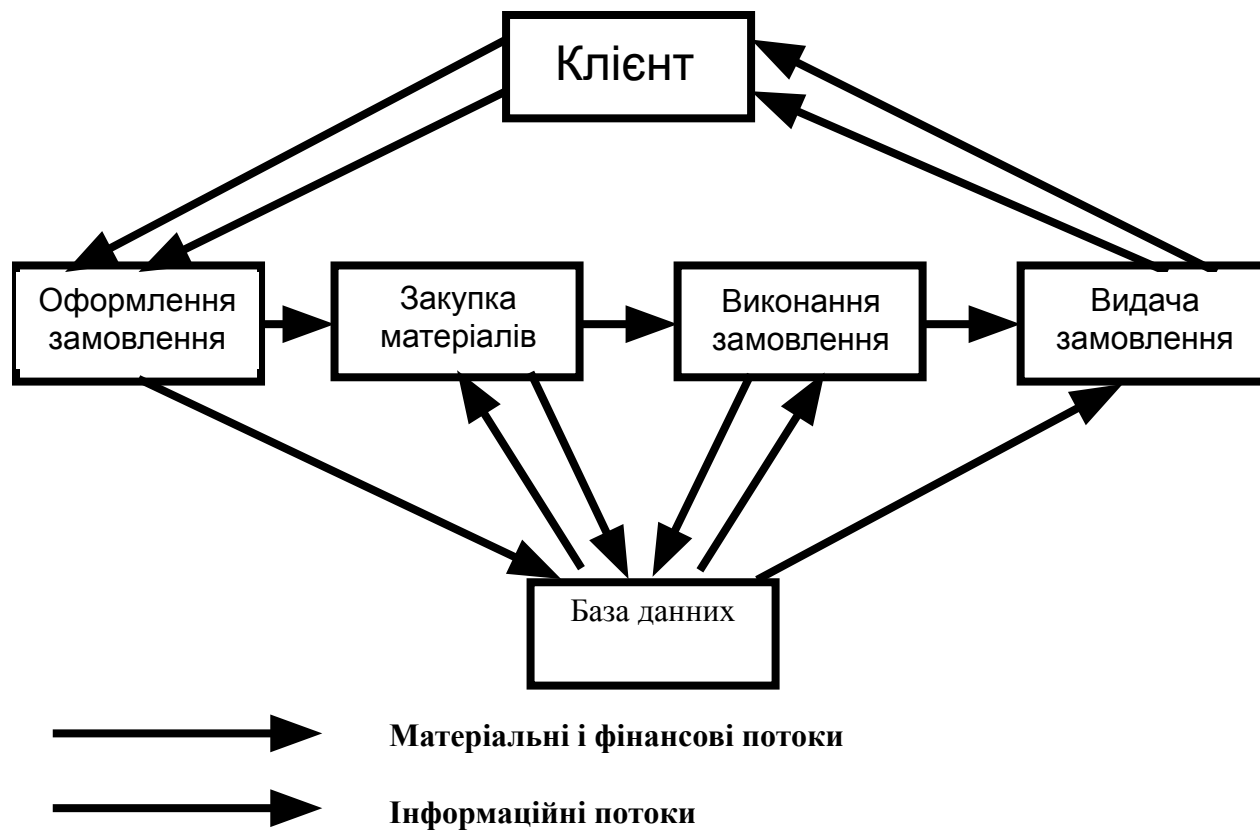 Клієнт
Оформлення
замовлення
Закупка
матеріалів
Виконання
замовлення
Видача
замовлення
База данних
Матеріальні і фінансові потоки
Інформаційні потоки